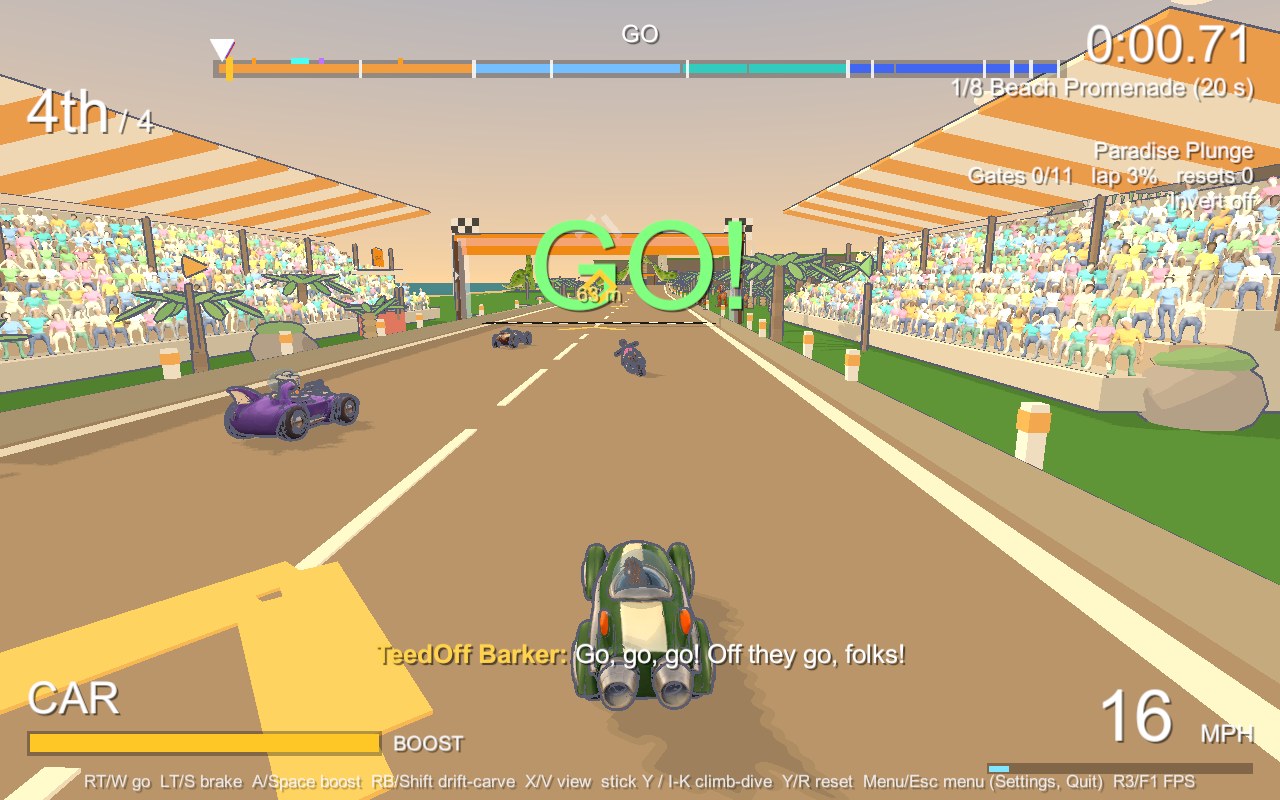 GO
0:00.71
1/8 Beach Promenade (20 s)
4th / 4
Paradise Plunge
Gates 0/11 lap 3% resets 0
Invert off
GO!
63 m
TeedOff Barker: Go, go, go! Off they go, folks!
CAR
BOOST
16 MPH
RT/W go LT/S brake A/Space boost RB/Shift drift-carve X/V view stick Y / I-K climb-dive Y/R reset Menu/Esc menu (Settings, Quit) R3/F1 FPS